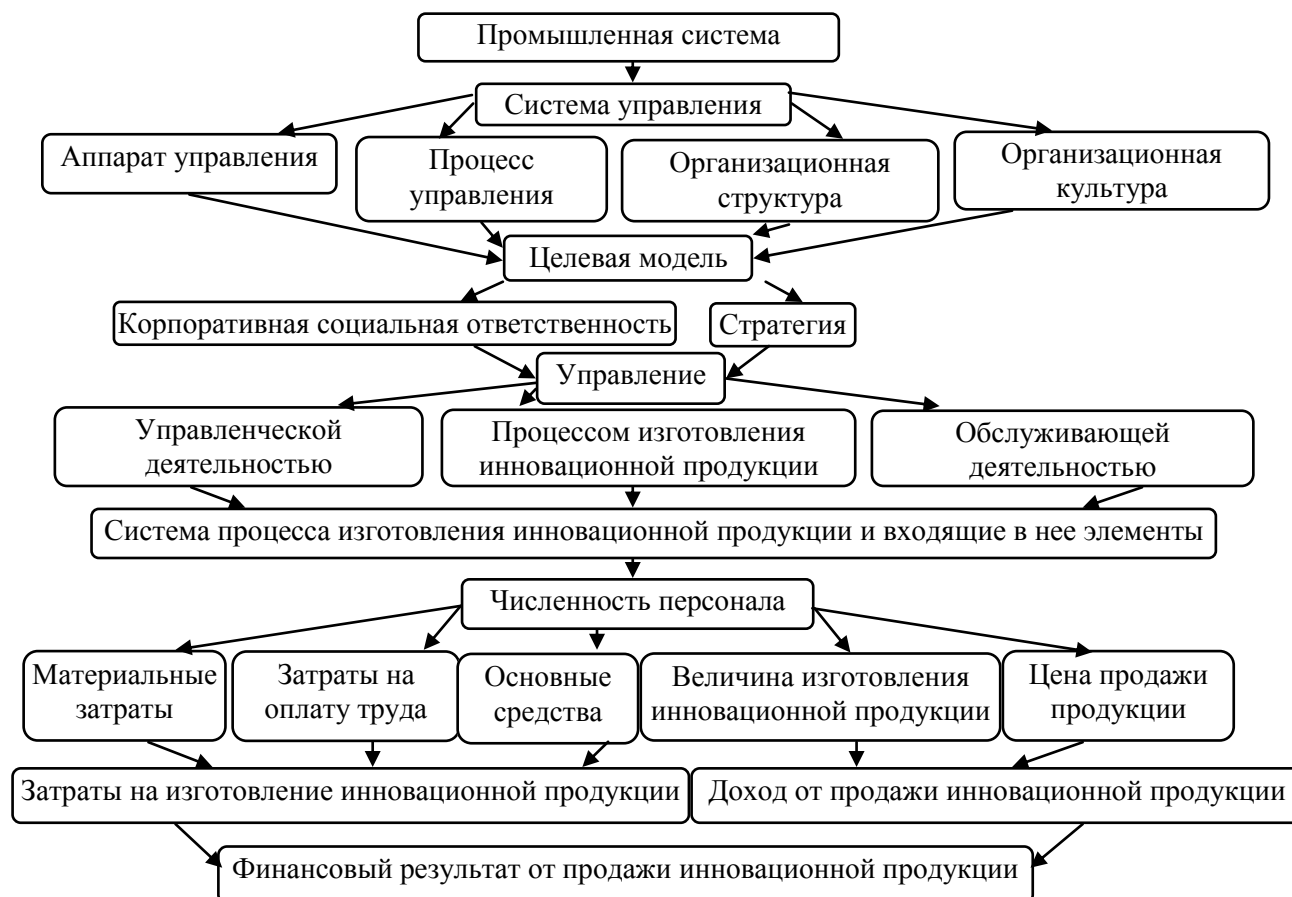 Промышленная система
Система управления
Аппарат управления
Процесс
управления
Организационная
структура
Организационная
культура
Целевая модель
Корпоративная социальная ответственность
Стратегия
Управление
Управленческой
деятельностью
Процессом изготовления
инновационной продукции
Обслуживающей
деятельностью
Система процесса изготовления инновационной продукции и входящие в нее элементы
Численность персонала
Материальные
затраты
Затраты на
оплату труда
Основные
средства
Величина изготовления
инновационной продукции
Цена продажи
продукции
Затраты на изготовление инновационной продукции
Доход от продажи инновационной продукции
Финансовый результат от продажи инновационной продукции